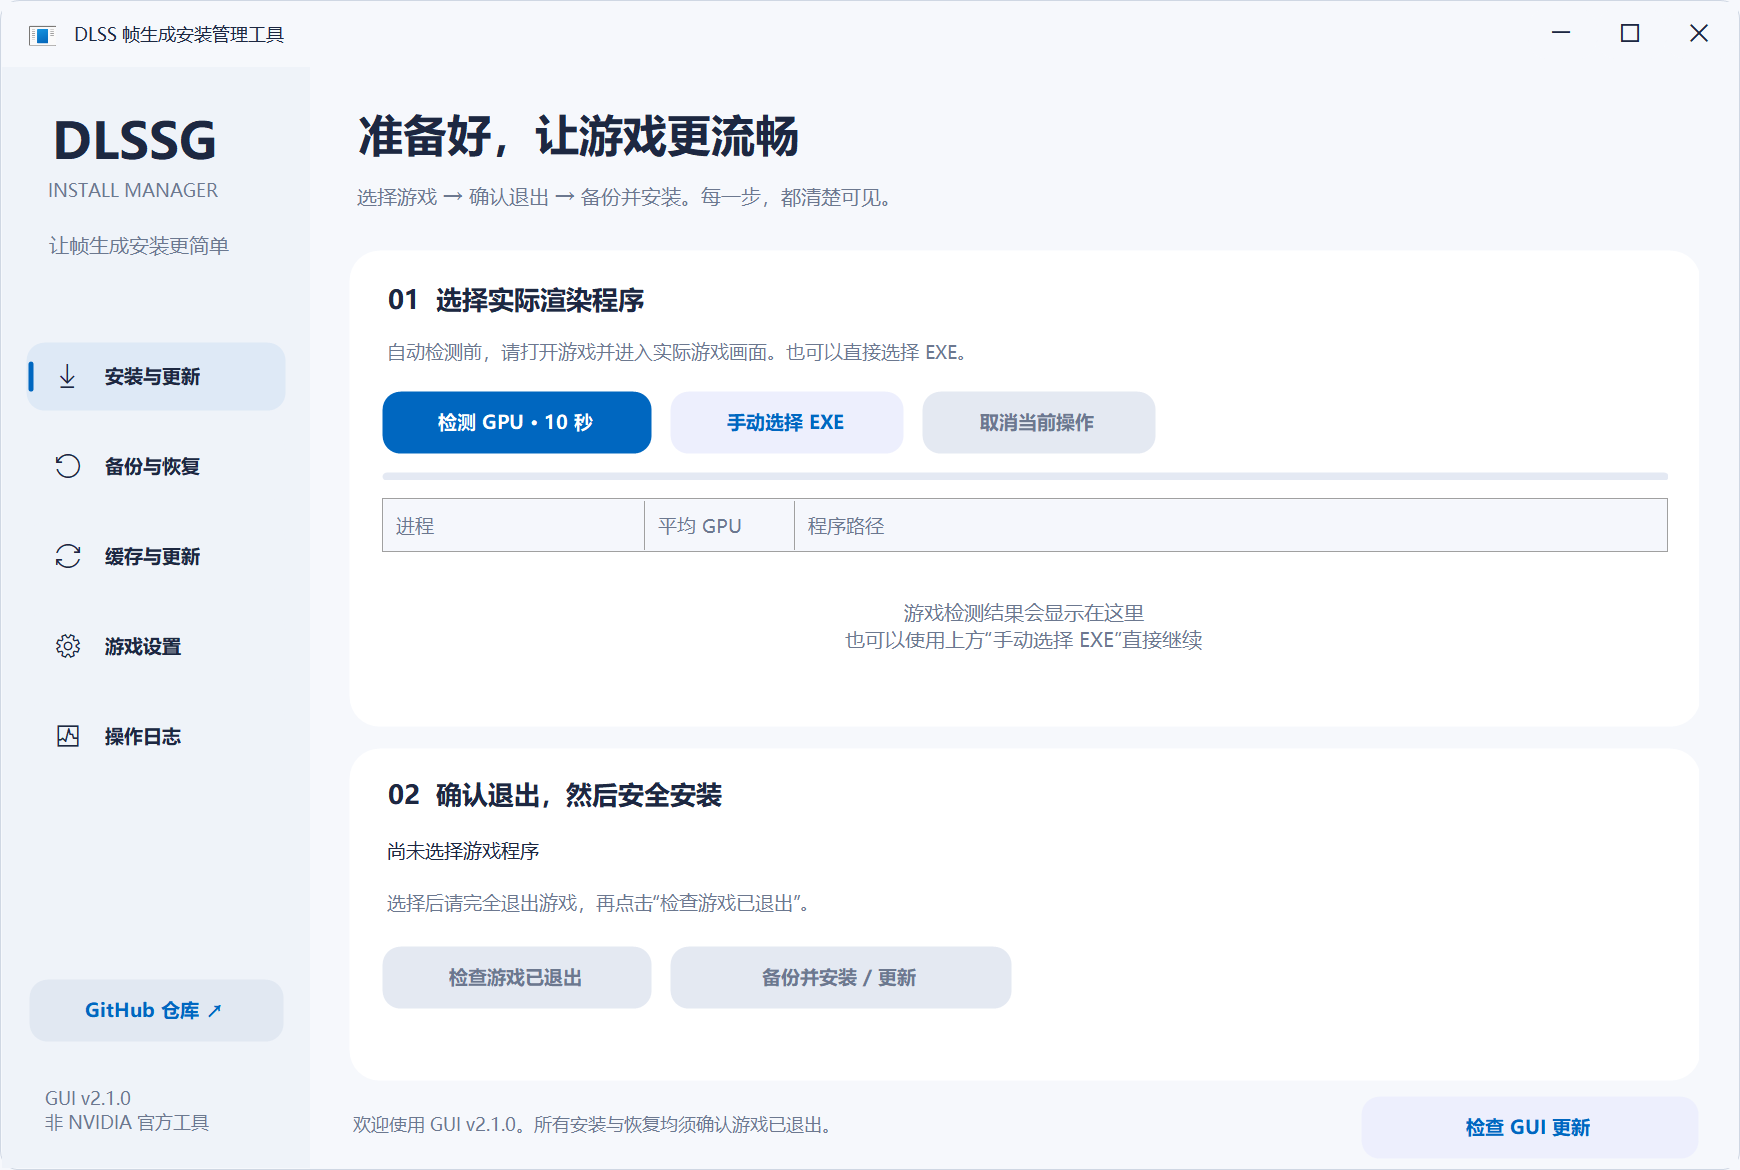 DLSS 帧生成安装管理工具
DLSSG
INSTALL MANAGER
让帧生成安装更简单
安装与更新
备份与恢复
缓存与更新
游戏设置
操作日志
GitHub 仓库 ↗
GUI v2.1.0
非 NVIDIA 官方工具
准备好，让游戏更流畅
选择游戏 → 确认退出 → 备份并安装。每一步，都清楚可见。
01 选择实际渲染程序
自动检测前，请打开游戏并进入实际游戏画面。也可以直接选择 EXE。
检测 GPU • 10 秒
手动选择 EXE
取消当前操作
进程
平均 GPU
程序路径
游戏检测结果会显示在这里
也可以使用上方“手动选择 EXE”直接继续
02 确认退出，然后安全安装
尚未选择游戏程序
选择后请完全退出游戏，再点击“检查游戏已退出”。
检查游戏已退出
备份并安装 / 更新
欢迎使用 GUI v2.1.0。所有安装与恢复均须确认游戏已退出。
检查 GUI 更新